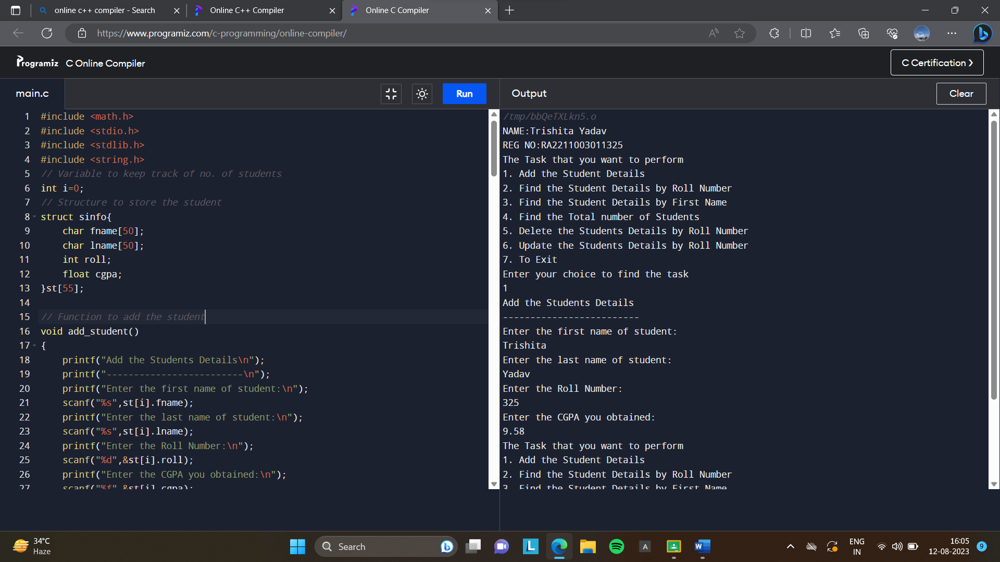 online c++ compiler - Search
Online C++ Compiler
Online C Compiler
https://www.programiz.com/c-programming/online-compiler/
Programiz C Online Compiler
C Certification >
main.c
Run
Output
Clear
1 #include <math.h>
2 #include <stdio.h>
3 #include <stdlib.h>
4 #include <string.h>
5 // Variable to keep track of no. of students
6 int i=0;
7 // Structure to store the student
8 struct sinfo{
9 char fname[50];
10 char lname[50];
11 int roll;
12 float cgpa;
13 }st[55];
14
15 // Function to add the student
16 void add_student()
17 {
18 printf("Add the Students Details\n");
19 printf("-------------------------\n");
20 printf("Enter the first name of student:\n");
21 scanf("%s",st[i].fname);
22 printf("Enter the last name of student:\n");
23 scanf("%s",st[i].lname);
24 printf("Enter the Roll Number:\n");
25 scanf("%d",&st[i].roll);
26 printf("Enter the CGPA you obtained:\n");
27 scanf("%f",&st[i].cgpa);
/tmp/bbQeTXLkn5.o
NAME:Trishita Yadav
REG NO:RA2211003011325
The Task that you want to perform
1. Add the Student Details
2. Find the Student Details by Roll Number
3. Find the Student Details by First Name
4. Find the Total number of Students
5. Delete the Students Details by Roll Number
6. Update the Students Details by Roll Number
7. To Exit
Enter your choice to find the task
1
Add the Students Details
-------------------------
Enter the first name of student:
Trishita
Enter the last name of student:
Yadav
Enter the Roll Number:
325
Enter the CGPA you obtained:
9.58
The Task that you want to perform
1. Add the Student Details
2. Find the Student Details by Roll Number
3. Find the Student Details by First Name
34°C
Haze
Search
ENG
IN
16:05
12-08-2023
9